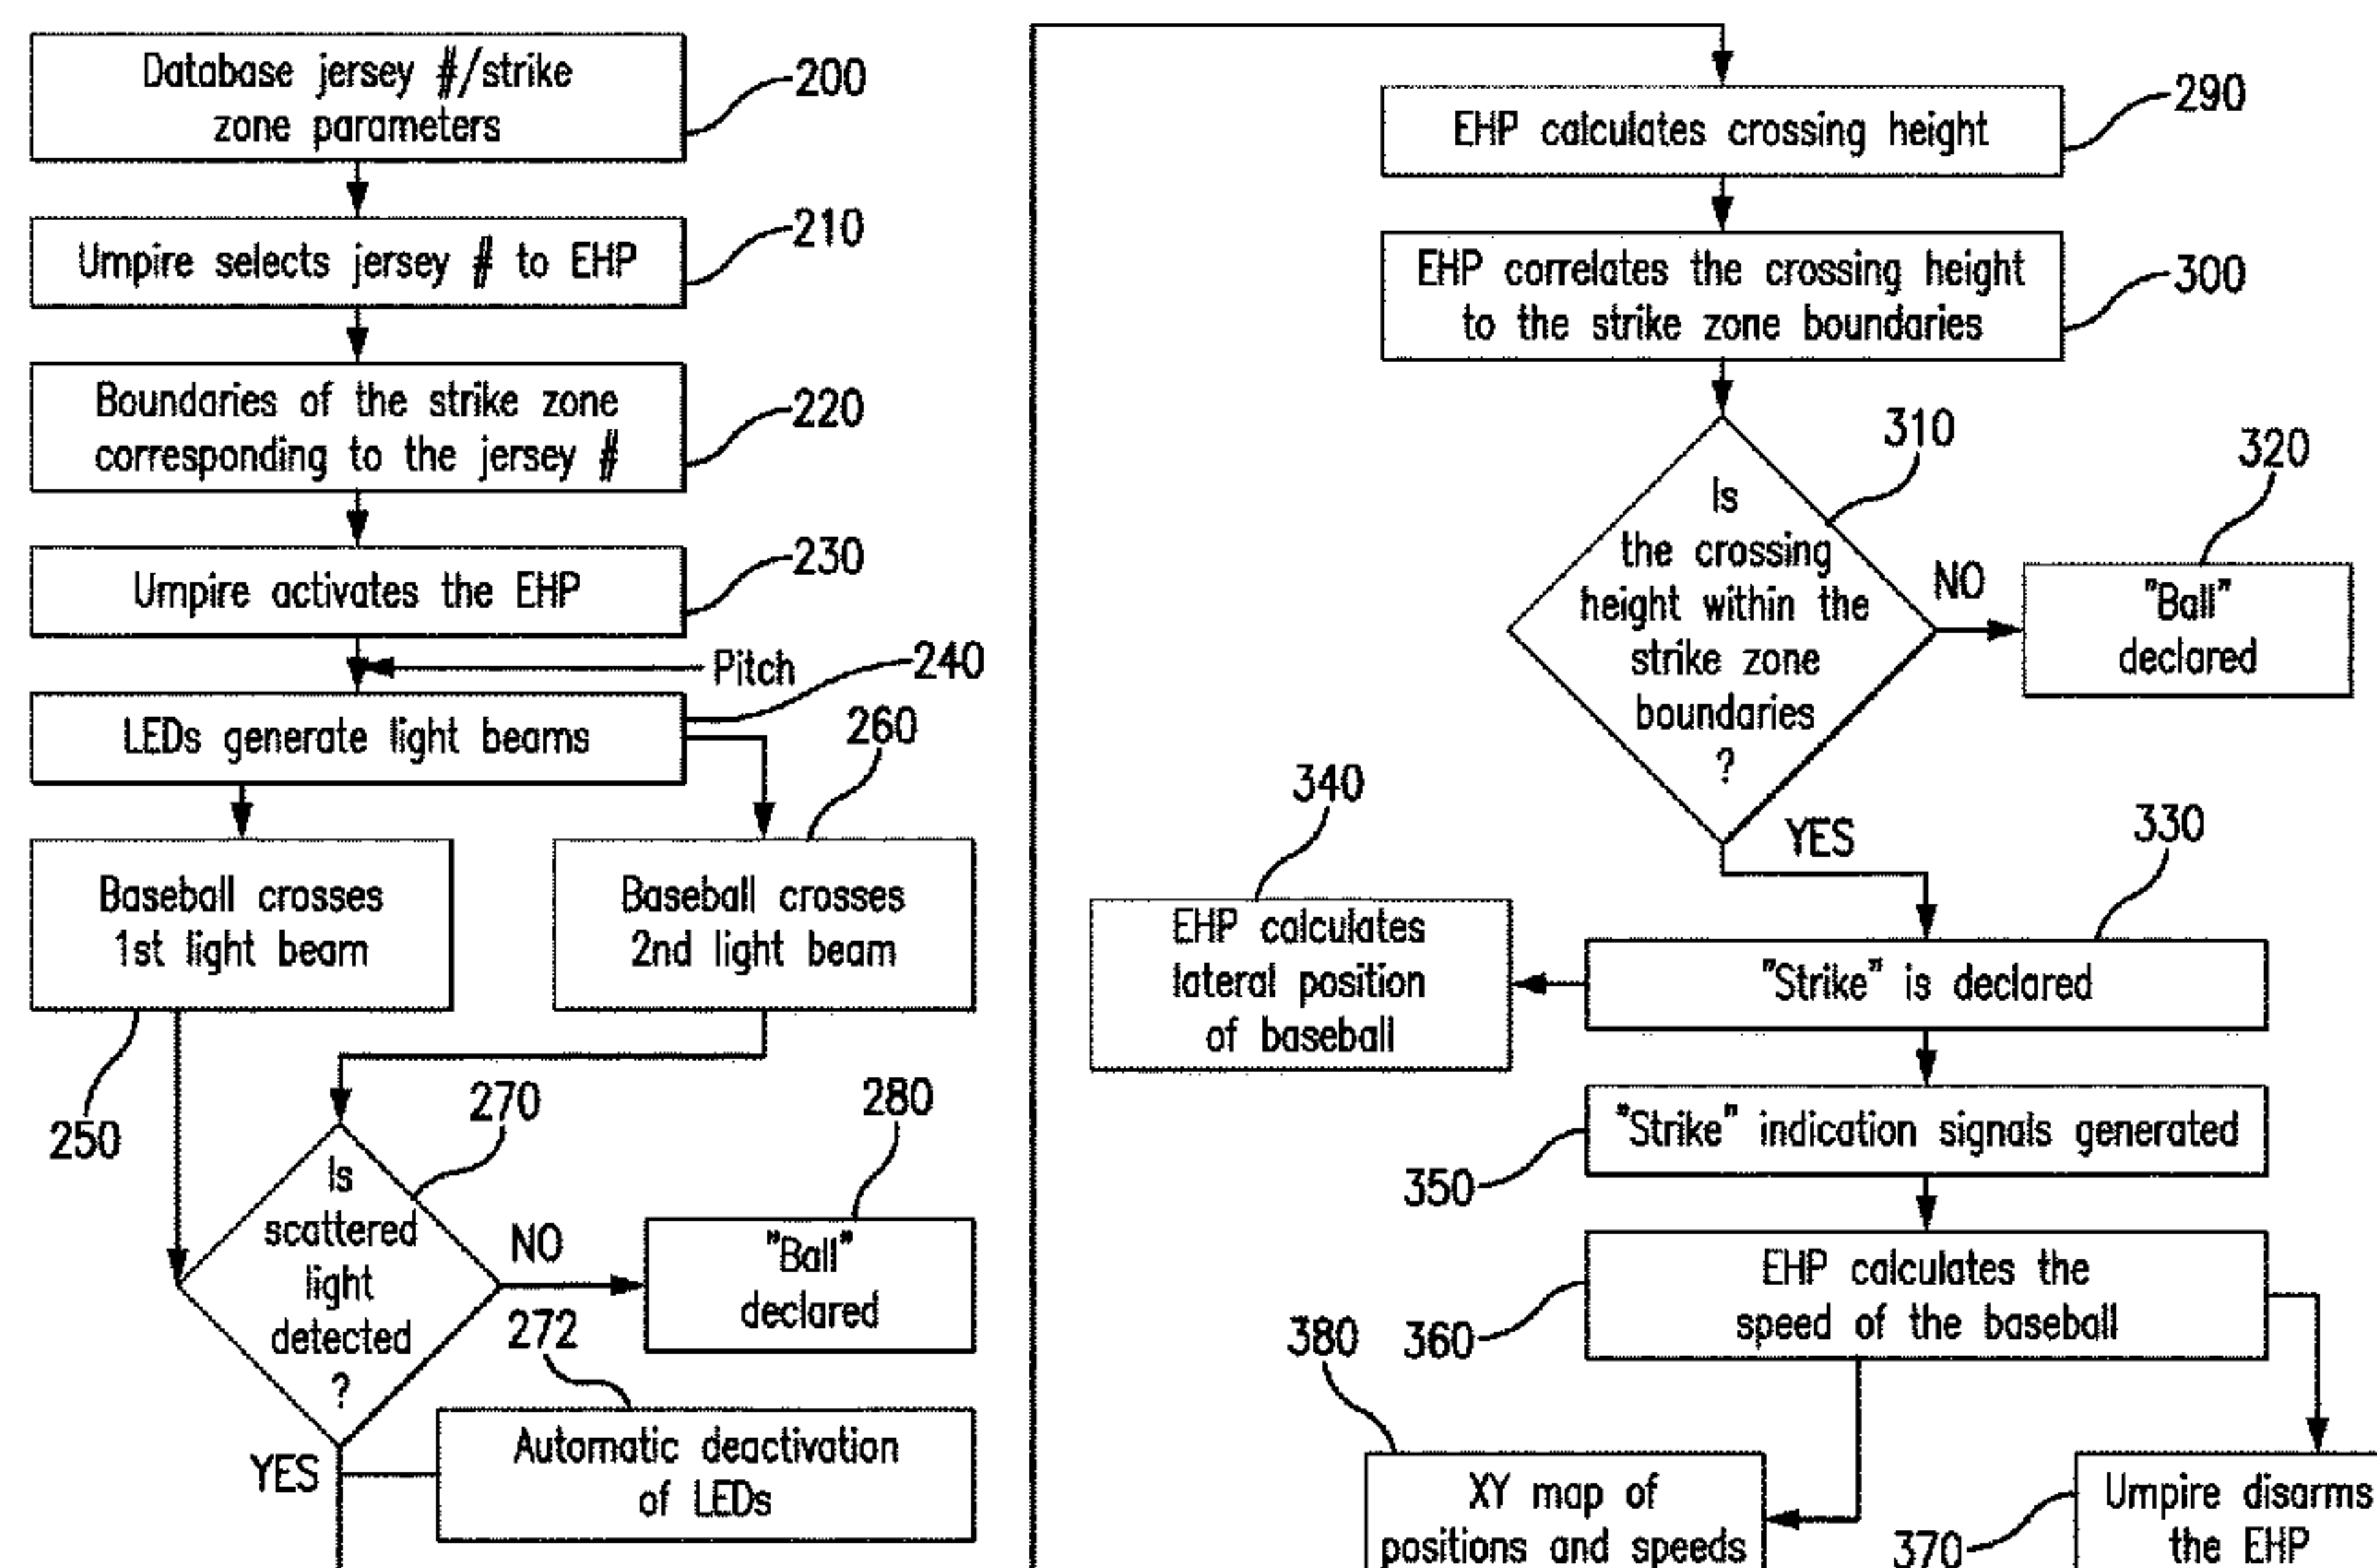 Database jersey #/strike
zone parameters
200
Umpire selects jersey # to EHP
210
Boundaries of the strike zone
corresponding to the jersey #
220
Umpire activates the EHP
230
Pitch
240
LEDs generate light beams
260
Baseball crosses
1st light beam
250
Baseball crosses
2nd light beam
270
Is
scattered
light
detected
?
NO
280
"Ball"
declared
272
YES
Automatic deactivation
of LEDs
290
EHP calculates crossing height
300
EHP correlates the crossing height
to the strike zone boundaries
310
Is
the crossing
height within the
strike zone
boundaries
?
NO
320
"Ball"
declared
YES
330
340
EHP calculates
lateral position
of baseball
"Strike" is declared
"Strike" indication signals generated
350
EHP calculates the
speed of the baseball
360
380
XY map of
positions and speeds
Umpire disarms
the EHP
370